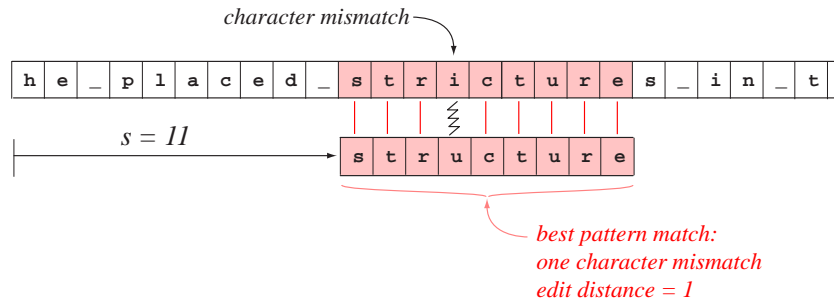 character mismatch
h e _ p l a c e d _ s t r i c t u r e s _ i n _ t
s = 11
s t r u c t u r e
best pattern match:
one character mismatch
edit distance = 1